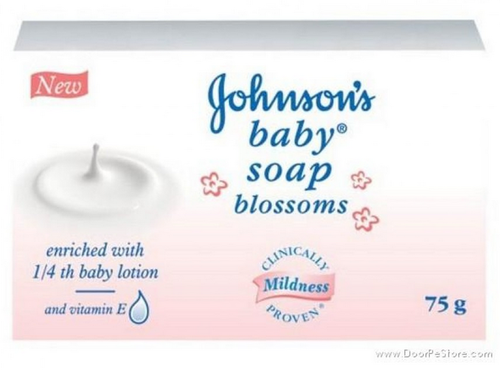 New
Johnson's
baby®
soap
blossoms
enriched with
1/4 th baby lotion
and vitamin E
CLINICALLY
Mildness
PROVEN®
75 g
www.DoorPeStore.com